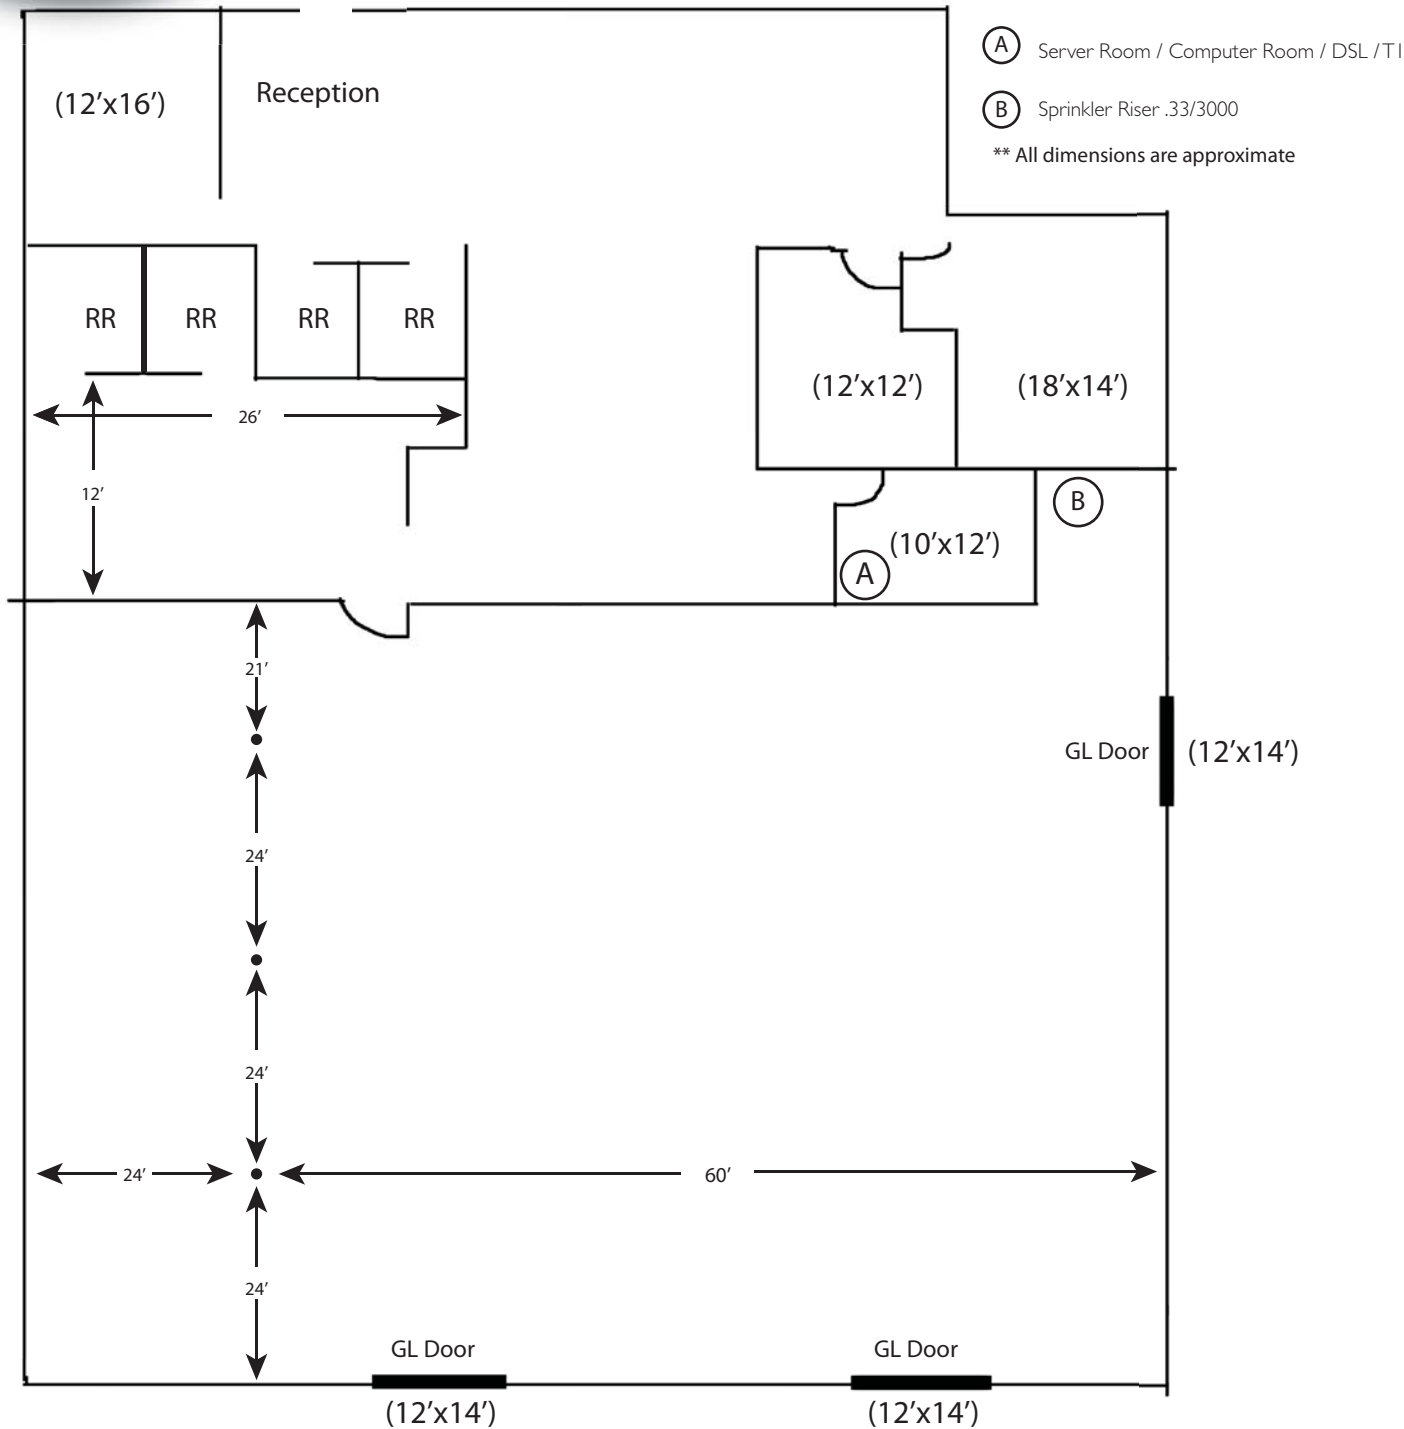 A Server Room / Computer Room / DSL / T1
(12’x16’)
Reception
B Sprinkler Riser .33/3000
** All dimensions are approximate
RR
RR
RR
RR
(12’x12’)
(18’x14’)
26’
12’
B
(10’x12’)
A
21’
GL Door
(12’x14’)
24’
24’
24’
60’
24’
GL Door
GL Door
(12’x14’)
(12’x14’)